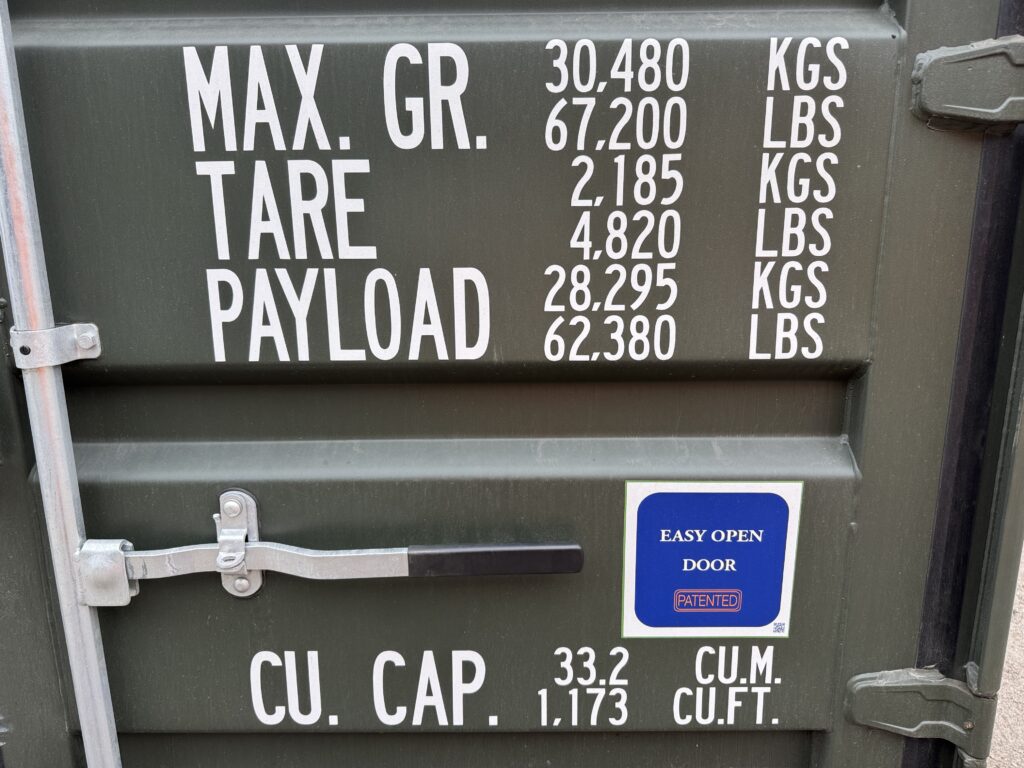 MAX. GR. 30,480 KGS
67,200 LBS
TARE 2,185 KGS
4,820 LBS
PAYLOAD 28,295 KGS
62,380 LBS
EASY OPEN
DOOR
PATENTED
CU. CAP. 33.2 CU.M.
1,173 CU.FT.